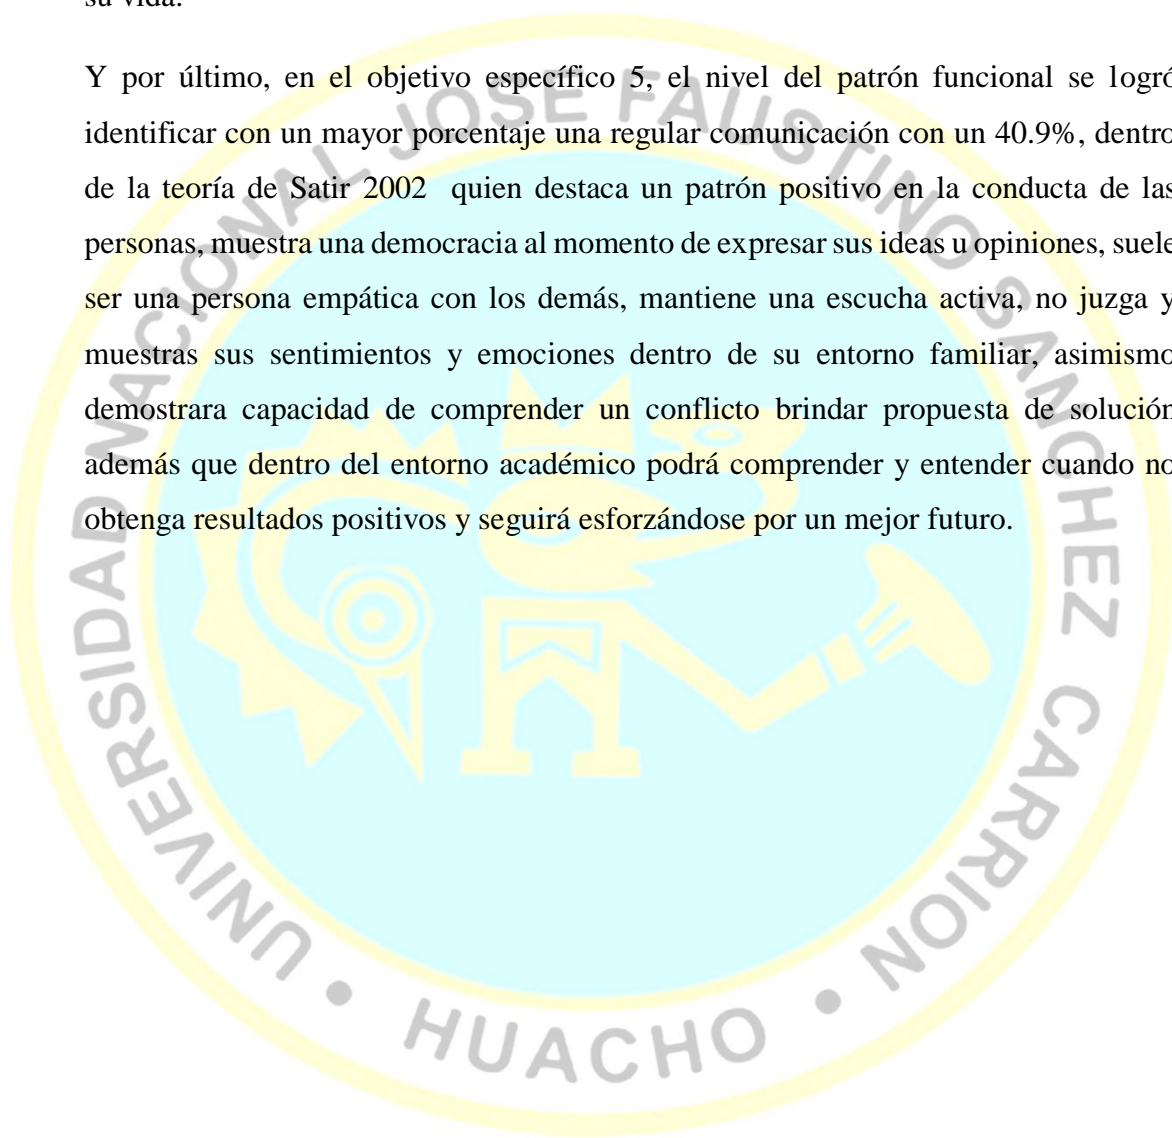 su vida.
Y por último, en el objetivo específico 5, el nivel del patrón funcional se logró
identificar con un mayor porcentaje una regular comunicación con un 40.9%, dentro
de la teoría de Satir 2002 quien destaca un patrón positivo en la conducta de las
personas, muestra una democracia al momento de expresar sus ideas u opiniones, suele
ser una persona empática con los demás, mantiene una escucha activa, no juzga y
muestras sus sentimientos y emociones dentro de su entorno familiar, asimismo
demostrara capacidad de comprender un conflicto brindar propuesta de solución
además que dentro del entorno académico podrá comprender y entender cuando no
obtenga resultados positivos y seguirá esforzándose por un mejor futuro.
UNIVERSIDAD NACIONAL JOSE FAUSTINO SANCHEZ CARRION • HUACHO •